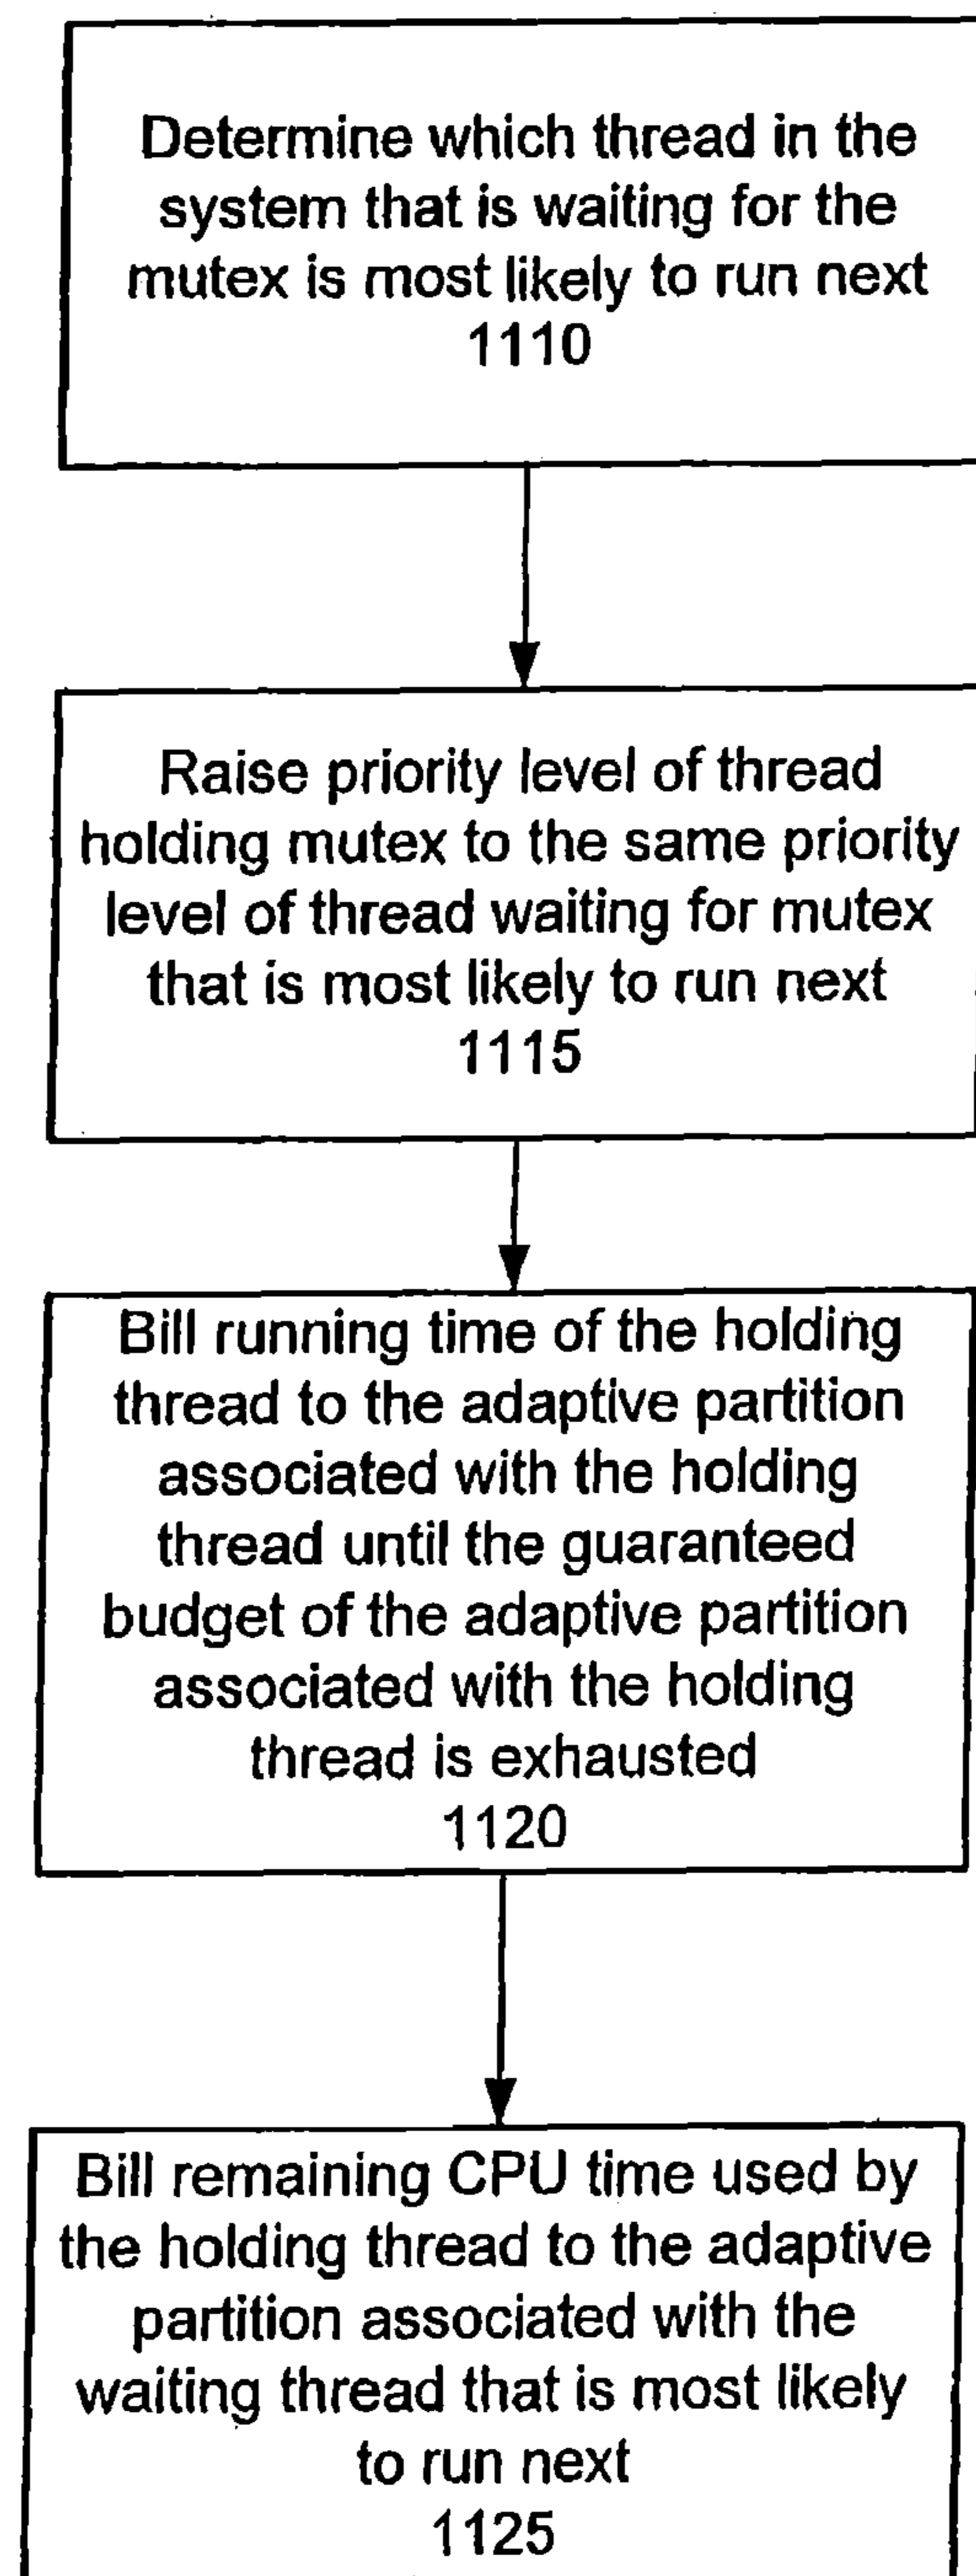 Determine which thread in the
system that is waiting for the
mutex is most likely to run next
1110
Raise priority level of thread
holding mutex to the same priority
level of thread waiting for mutex
that is most likely to run next
1115
Bill running time of the holding
thread to the adaptive partition
associated with the holding
thread until the guaranteed
budget of the adaptive partition
associated with the holding
thread is exhausted
1120
Bill remaining CPU time used by
the holding thread to the adaptive
partition associated with the
waiting thread that is most likely
to run next
1125